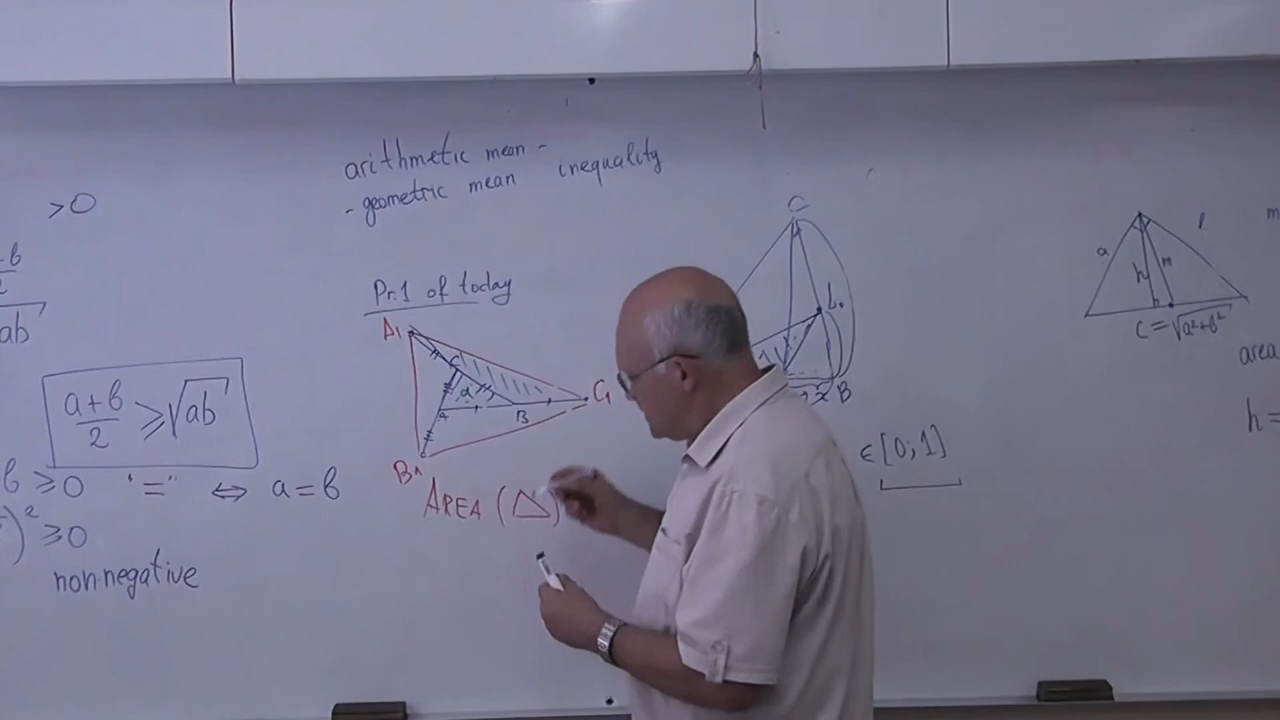 arithmetic mean -
- geometric mean inequality
>0
ab
a+b
2
≥ √ab
b ≥ 0 "=" ⇔ a = b
)² ≥ 0
non-negative
Pr.1 of today
A1
C
a
A
B
B1
C1
AREA (△)
C
L
B
∈ [0; 1]
a
h
m
C = √a²+b²
area
h =